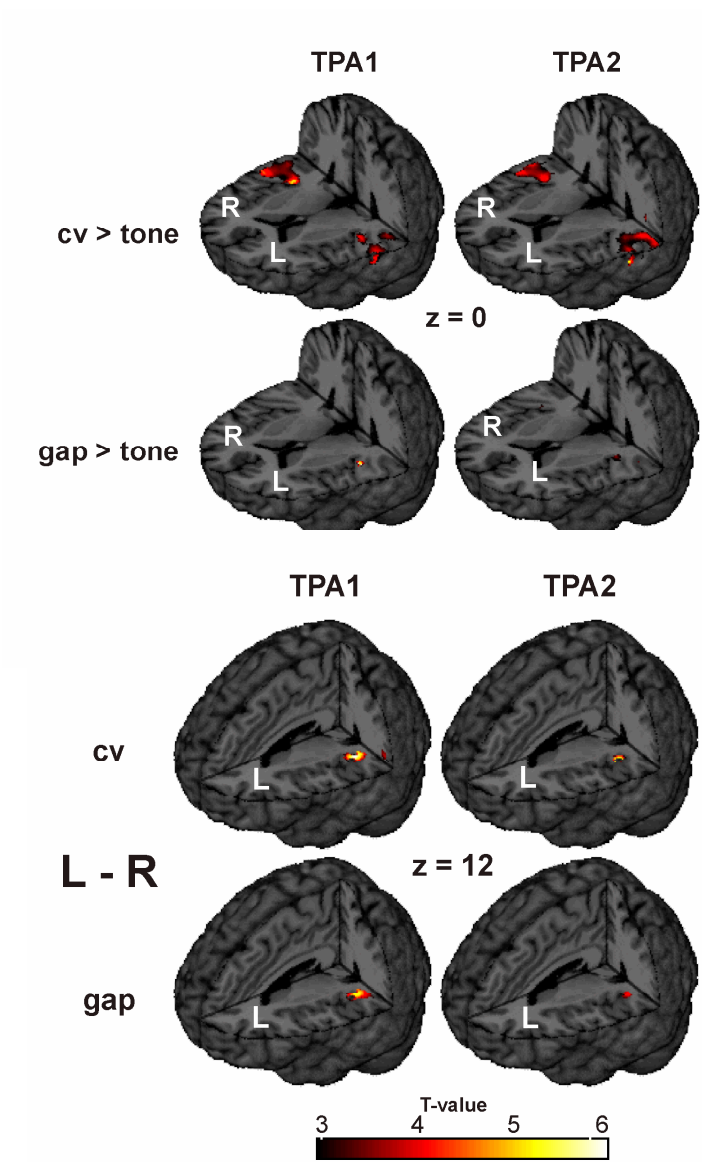 TPA1 TPA2
R R
cv > tone
L L
z = 0
R R
gap > tone
L L
TPA1 TPA2
cv
L L
L - R
z = 12
gap
L L
T-value
3 4 5 6